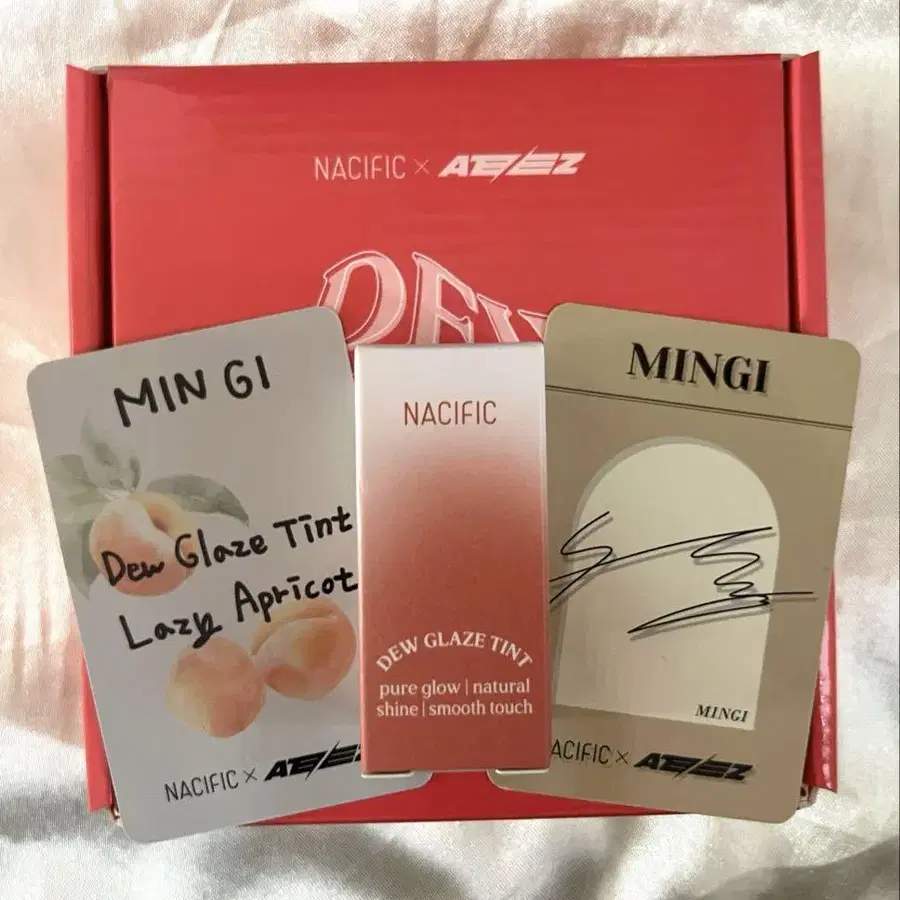 NACIFIC × ATEEZ
DEW
MIN GI
Dew Glaze Tint
Lazy Apricot
NACIFIC × ATEEZ
NACIFIC
DEW GLAZE TINT
pure glow | natural
shine | smooth touch
MINGI
MINGI
NACIFIC × ATEEZ